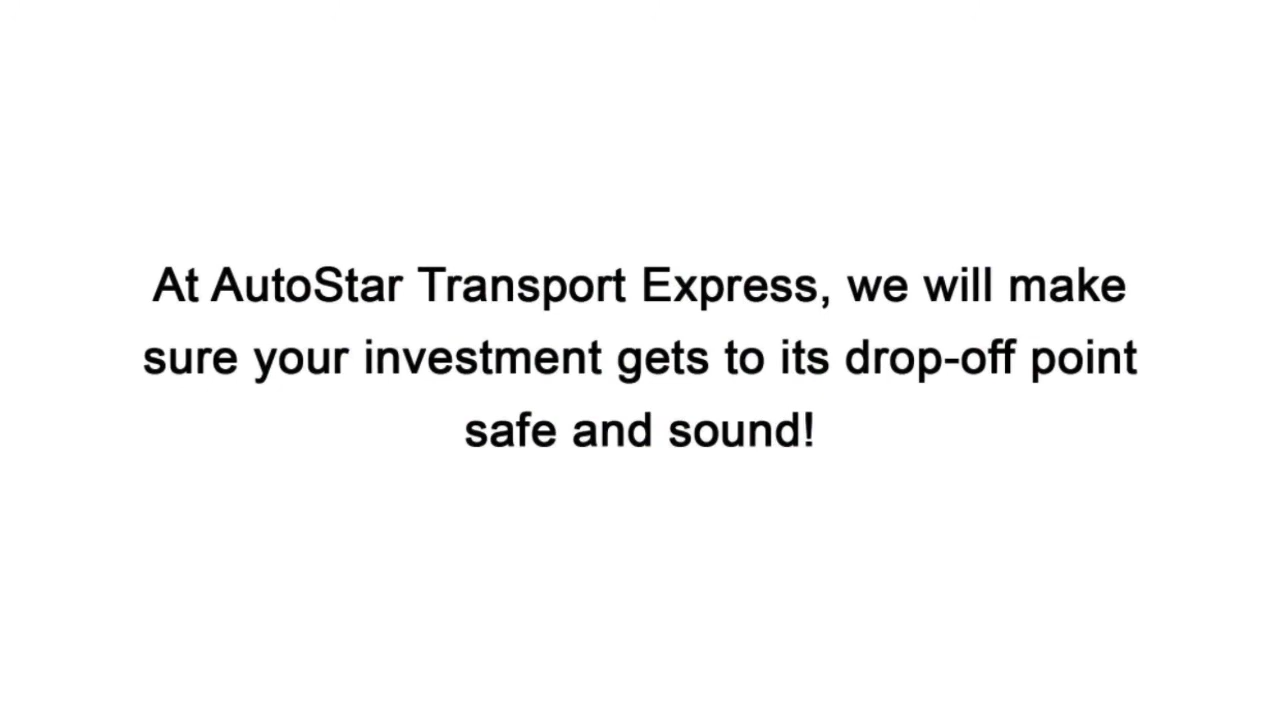 At AutoStar Transport Express, we will make
sure your investment gets to its drop-off point
safe and sound!